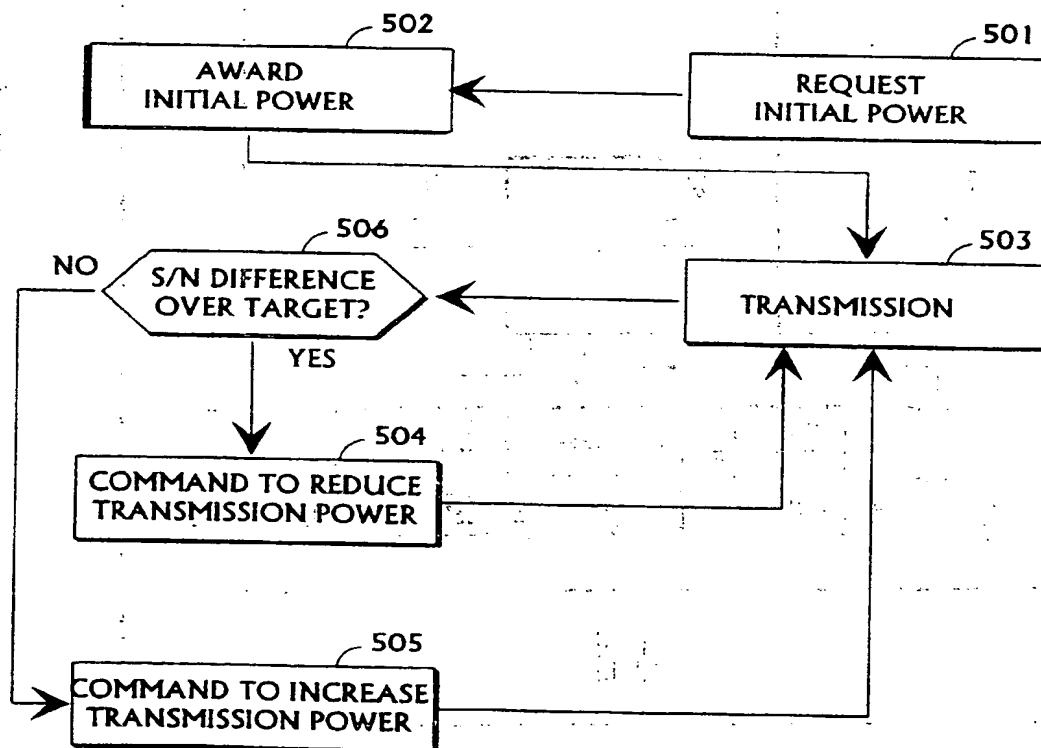 502
AWARD
INITIAL POWER
501
REQUEST
INITIAL POWER
506
NO
S/N DIFFERENCE
OVER TARGET?
YES
503
TRANSMISSION
504
COMMAND TO REDUCE
TRANSMISSION POWER
505
COMMAND TO INCREASE
TRANSMISSION POWER